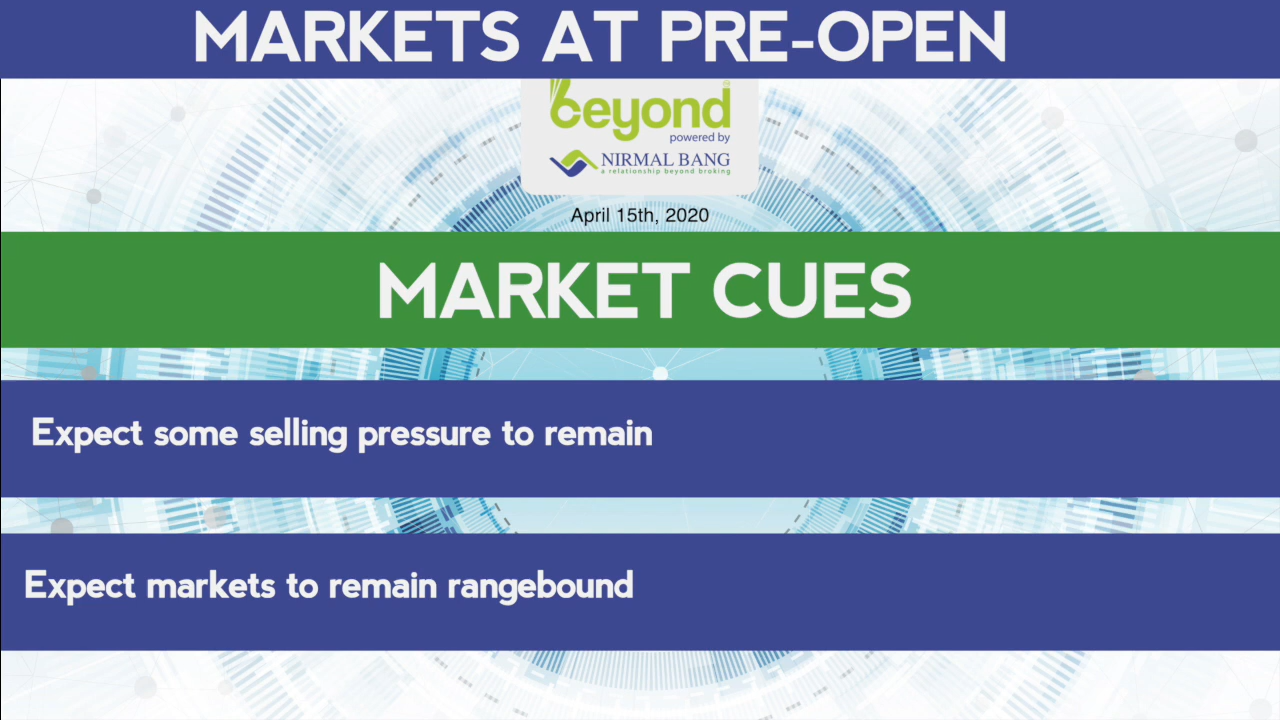 MARKETS AT PRE-OPEN
beyond
powered by
NIRMAL BANG
a relationship beyond broking
April 15th, 2020
MARKET CUES
Expect some selling pressure to remain
Expect markets to remain rangebound